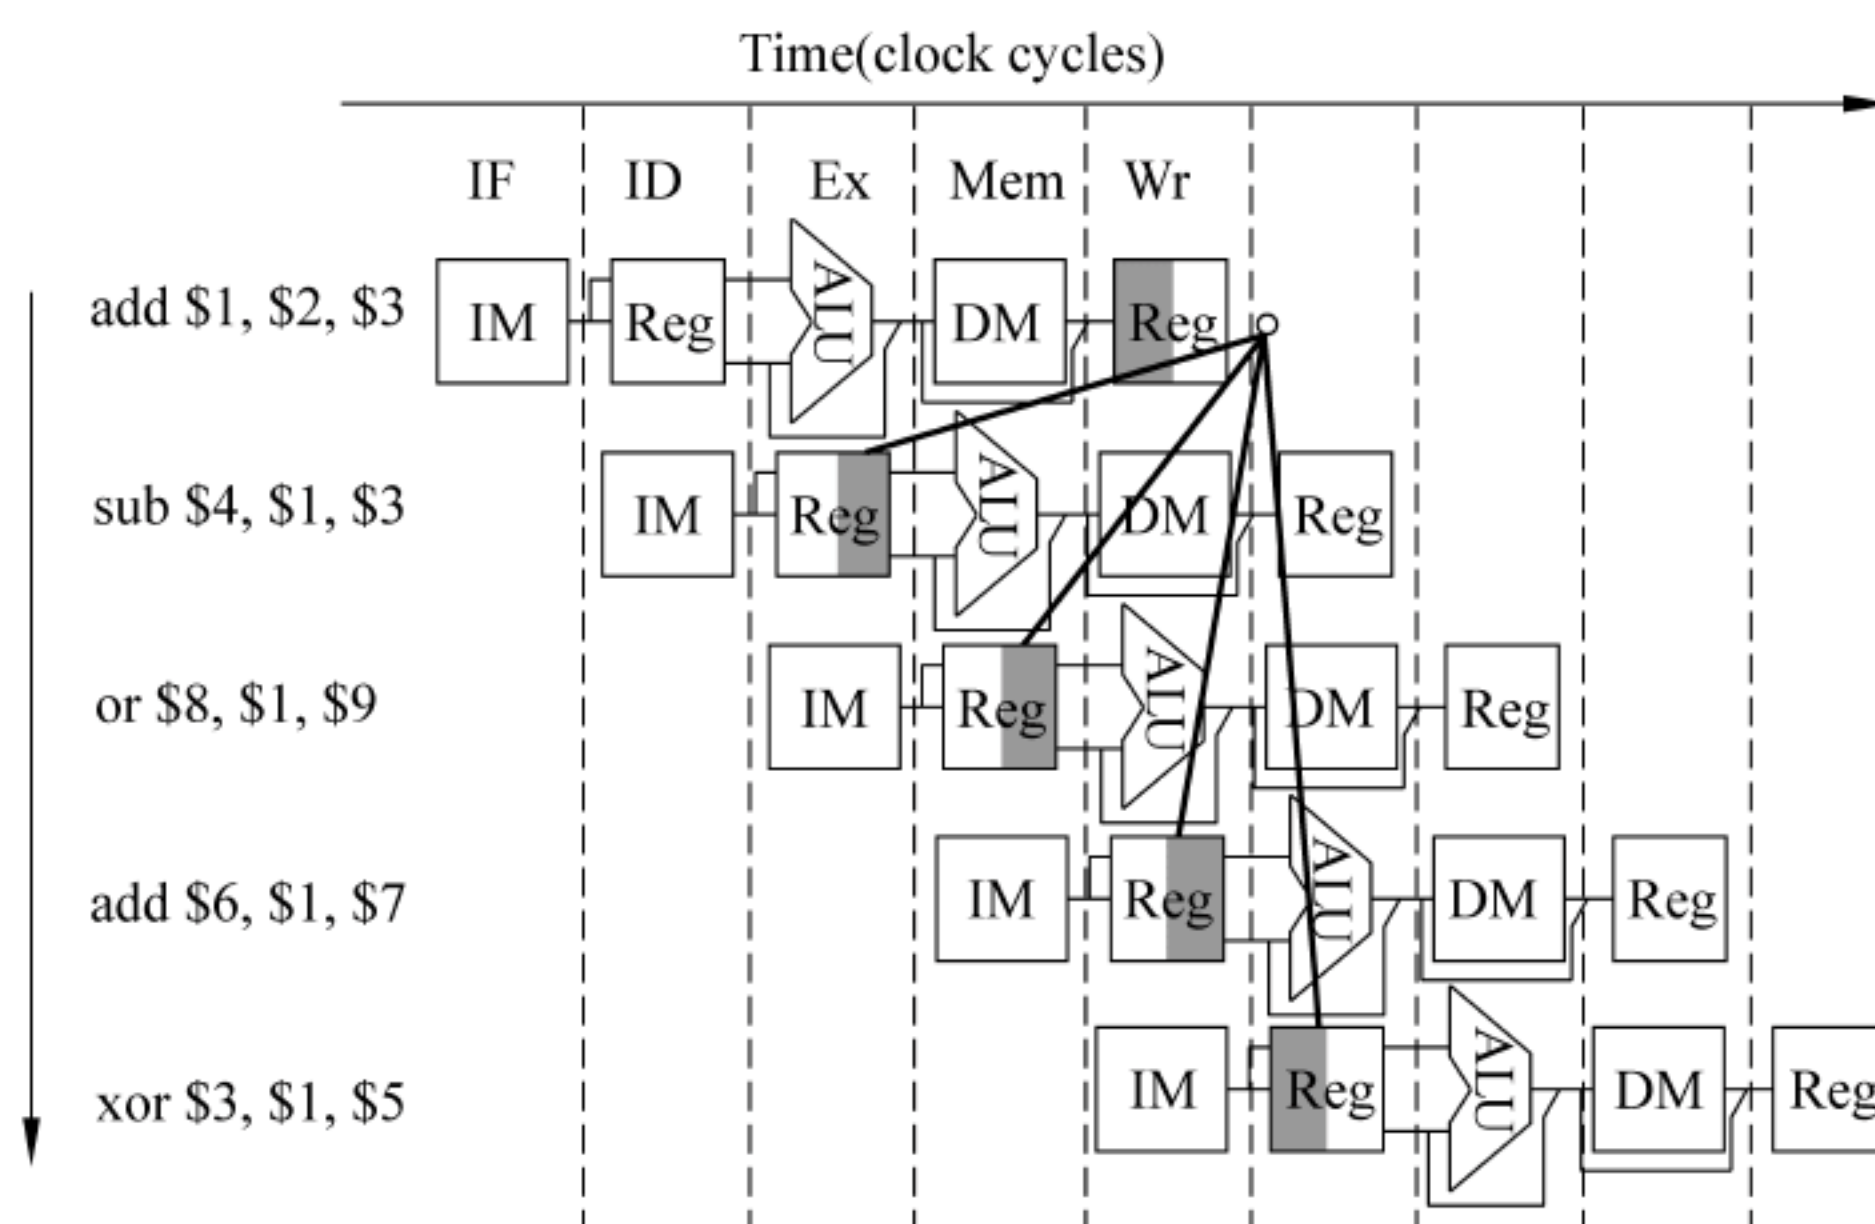 Time(clock cycles)
IF ID Ex Mem Wr
add $1, $2, $3 IM Reg ALU DM Reg
sub $4, $1, $3 IM Reg ALU DM Reg
or $8, $1, $9 IM Reg ALU DM Reg
add $6, $1, $7 IM Reg ALU DM Reg
xor $3, $1, $5 IM Reg ALU DM Reg